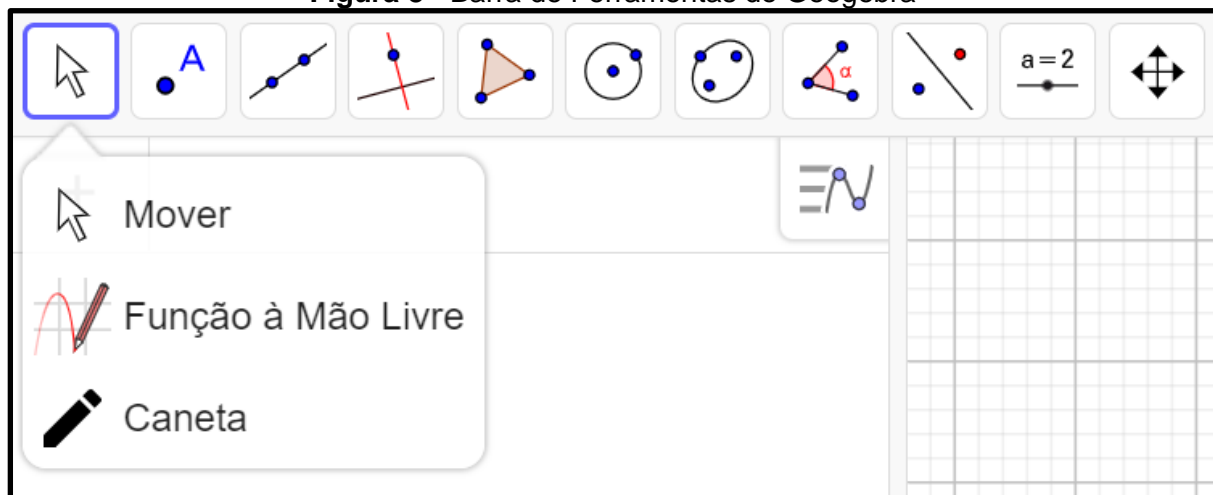 A
α
a = 2
Mover
Função à Mão Livre
Caneta